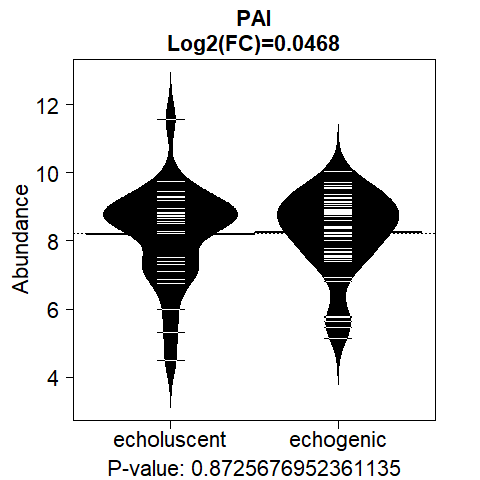 PAI
Log2(FC)=0.0468
Abundance
12
10
8
6
4
echoluscent echogenic
P-value: 0.8725676952361135